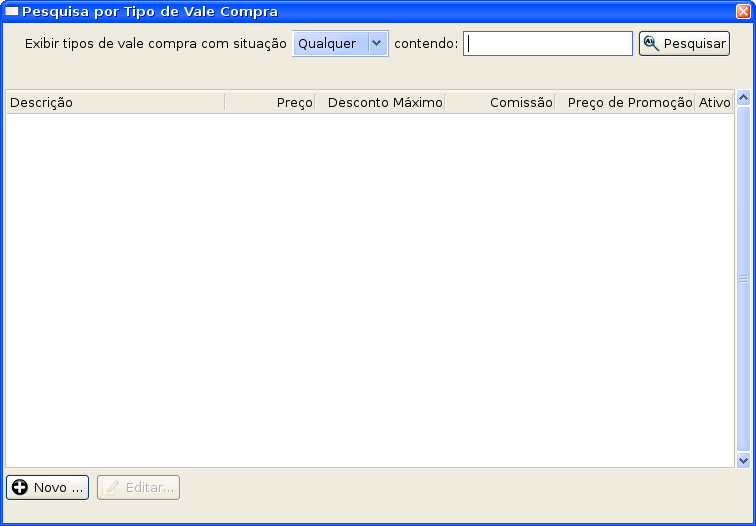 Pesquisa por Tipo de Vale Compra
Exibir tipos de vale compra com situação Qualquer contendo: Pesquisar
Descrição Preço Desconto Máximo Comissão Preço de Promoção Ativo
Novo ... Editar...